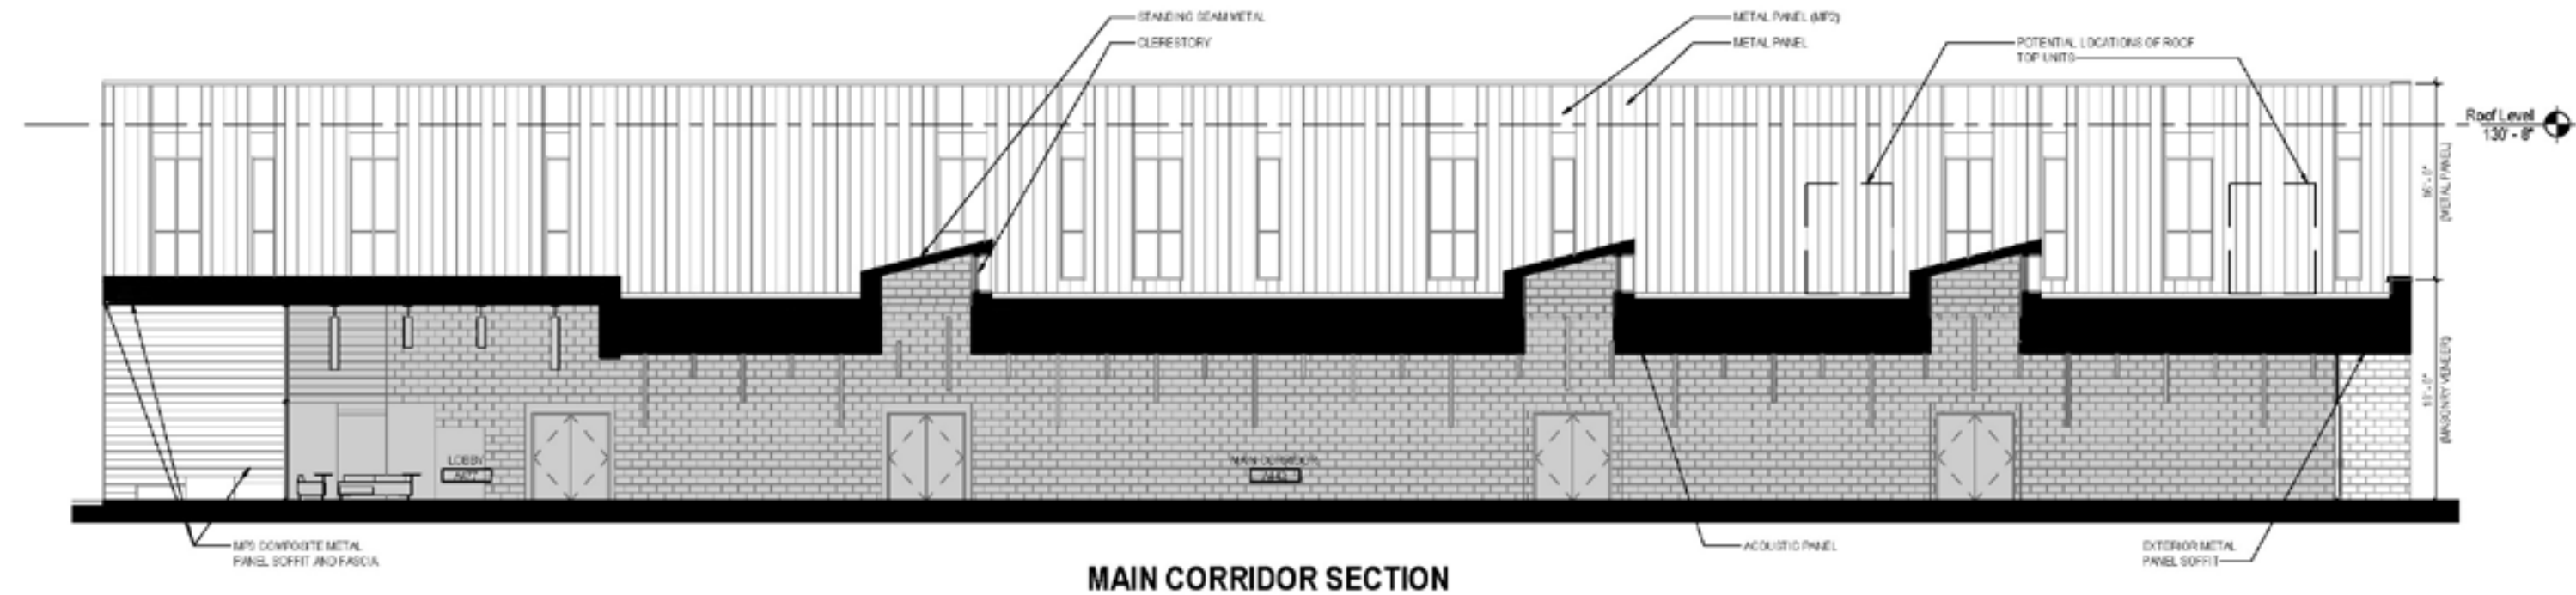 STANDING SEAM METAL
CLERESTORY
METAL PANEL (MP2)
METAL PANEL
POTENTIAL LOCATIONS OF ROOF
TOP UNITS
Roof Level
130' - 8"
(METAL PANEL)
(MASONRY VENEER)
LOBBY
MAIN CORRIDOR
COMPOSITE METAL
PANEL SOFFIT AND FASCIA
ACOUSTIC PANEL
EXTERIOR METAL
PANEL SOFFIT
MAIN CORRIDOR SECTION